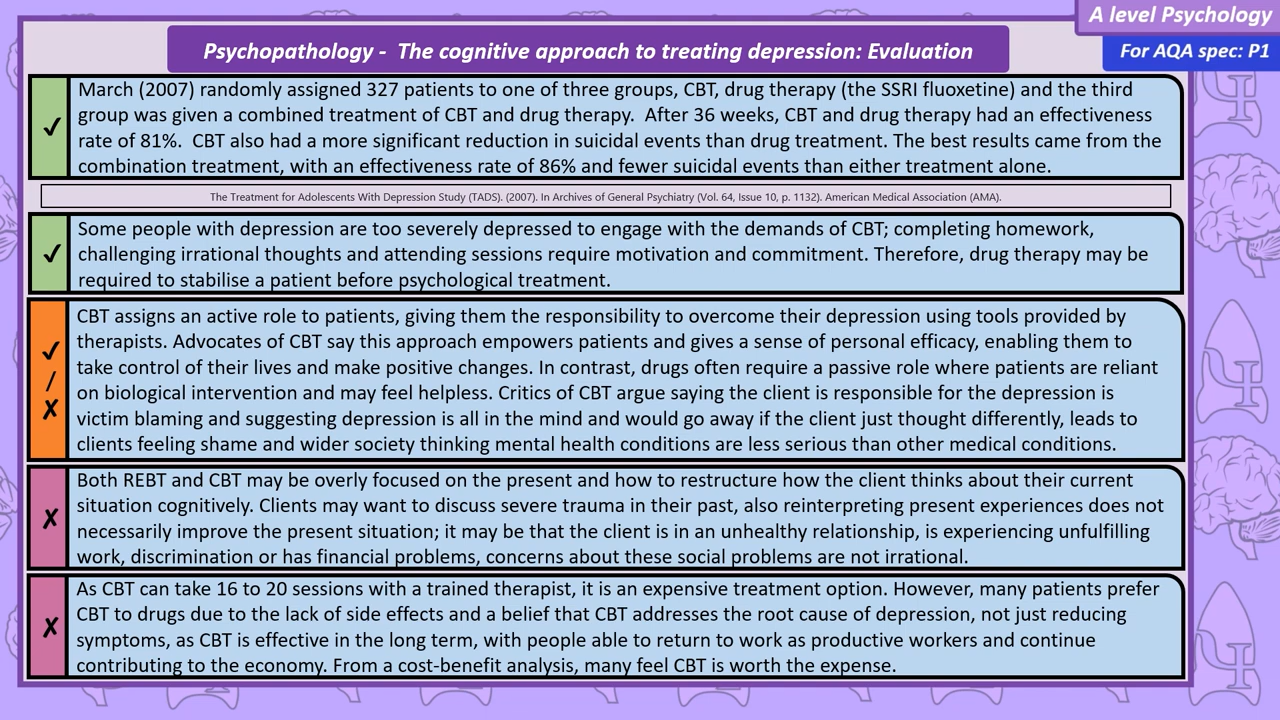 A level Psychology
For AQA spec: P1
Psychopathology - The cognitive approach to treating depression: Evaluation
✓
March (2007) randomly assigned 327 patients to one of three groups, CBT, drug therapy (the SSRI fluoxetine) and the third
group was given a combined treatment of CBT and drug therapy. After 36 weeks, CBT and drug therapy had an effectiveness
rate of 81%. CBT also had a more significant reduction in suicidal events than drug treatment. The best results came from the
combination treatment, with an effectiveness rate of 86% and fewer suicidal events than either treatment alone.
The Treatment for Adolescents With Depression Study (TADS). (2007). In Archives of General Psychiatry (Vol. 64, Issue 10, p. 1132). American Medical Association (AMA).
✓
Some people with depression are too severely depressed to engage with the demands of CBT; completing homework,
challenging irrational thoughts and attending sessions require motivation and commitment. Therefore, drug therapy may be
required to stabilise a patient before psychological treatment.
✓
/
✗
CBT assigns an active role to patients, giving them the responsibility to overcome their depression using tools provided by
therapists. Advocates of CBT say this approach empowers patients and gives a sense of personal efficacy, enabling them to
take control of their lives and make positive changes. In contrast, drugs often require a passive role where patients are reliant
on biological intervention and may feel helpless. Critics of CBT argue saying the client is responsible for the depression is
victim blaming and suggesting depression is all in the mind and would go away if the client just thought differently, leads to
clients feeling shame and wider society thinking mental health conditions are less serious than other medical conditions.
✗
Both REBT and CBT may be overly focused on the present and how to restructure how the client thinks about their current
situation cognitively. Clients may want to discuss severe trauma in their past, also reinterpreting present experiences does not
necessarily improve the present situation; it may be that the client is in an unhealthy relationship, is experiencing unfulfilling
work, discrimination or has financial problems, concerns about these social problems are not irrational.
✗
As CBT can take 16 to 20 sessions with a trained therapist, it is an expensive treatment option. However, many patients prefer
CBT to drugs due to the lack of side effects and a belief that CBT addresses the root cause of depression, not just reducing
symptoms, as CBT is effective in the long term, with people able to return to work as productive workers and continue
contributing to the economy. From a cost-benefit analysis, many feel CBT is worth the expense.